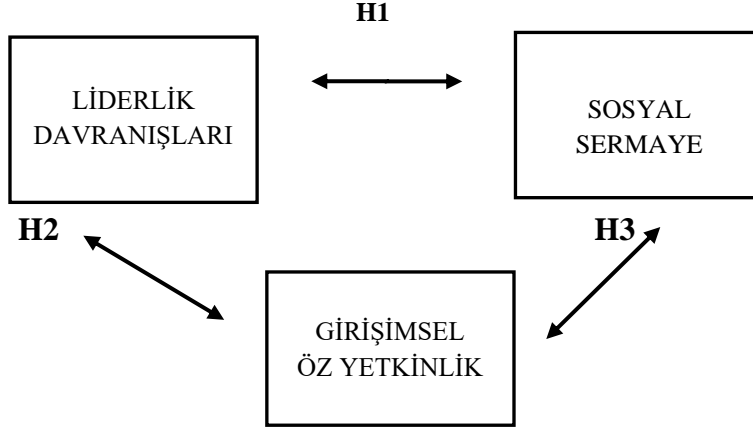 H1
LİDERLİK
DAVRANIŞLARI
SOSYAL
SERMAYE
H2
H3
GİRİŞİMSEL
ÖZ YETKİNLİK